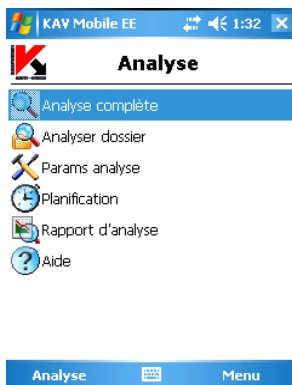 KAV Mobile EE 1:32
Analyse
Analyse complète
Analyser dossier
Params analyse
Planification
Rapport d'analyse
Aide
Analyse Menu